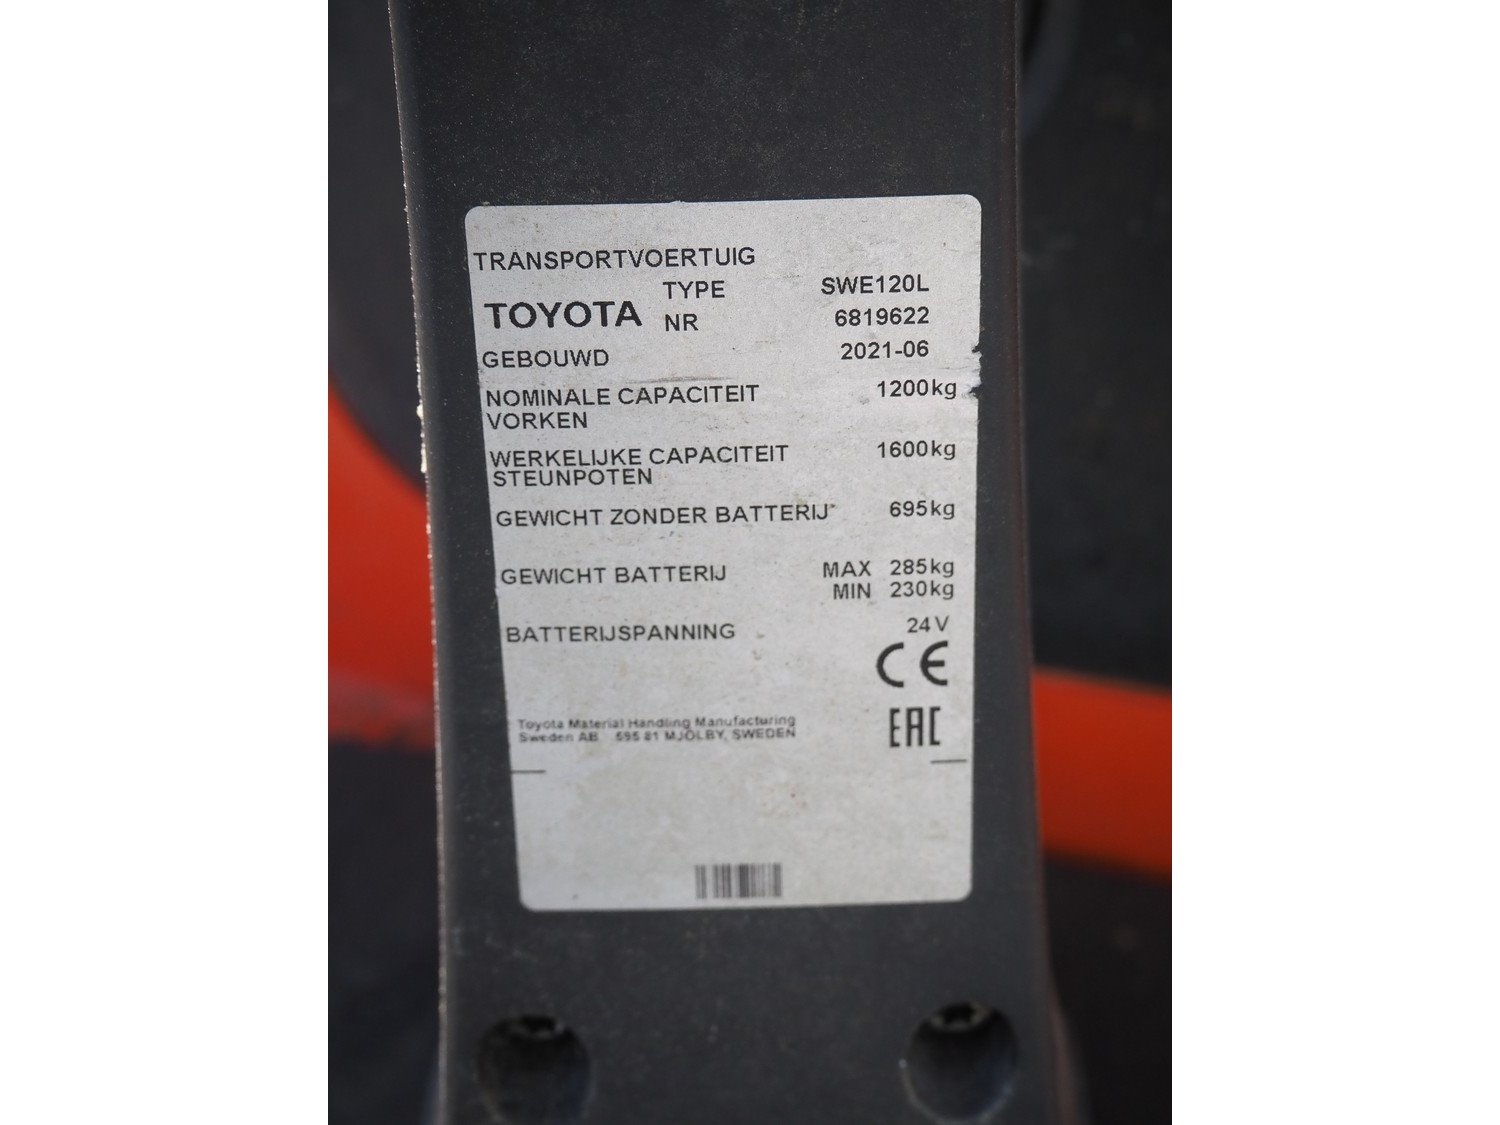 TRANSPORTVOERTUIG
TYPE SWE120L
TOYOTA NR 6819622
GEBOUWD 2021-06
NOMINALE CAPACITEIT 1200kg
VORKEN
WERKELIJKE CAPACITEIT 1600kg
STEUNPOTEN
GEWICHT ZONDER BATTERIJ 695kg
GEWICHT BATTERIJ MAX 285kg
MIN 230kg
BATTERIJSPANNING 24V
CE
Toyota Material Handling Manufacturing
Sweden AB 595 81 MJÖLBY, SWEDEN
EAC